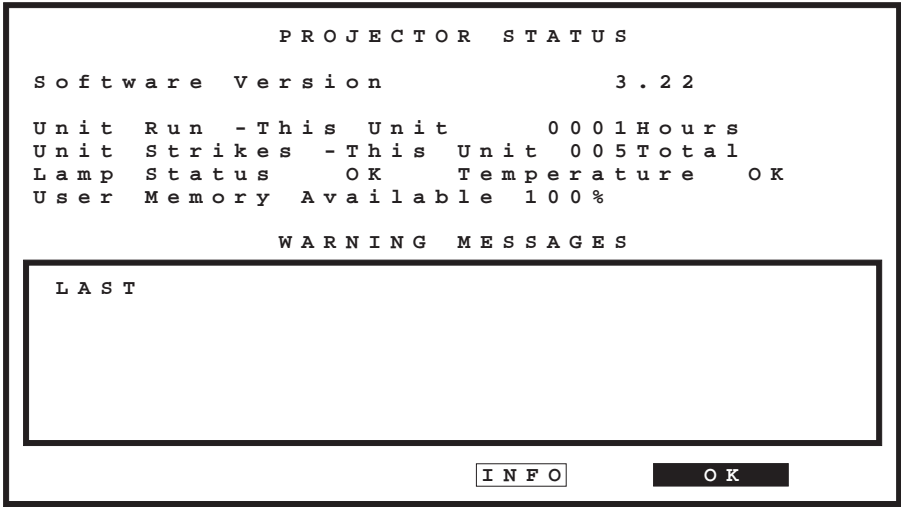 PROJECTOR STATUS
Software Version 3.22
Unit Run -This Unit 0001Hours
Unit Strikes -This Unit 005Total
Lamp Status OK Temperature OK
User Memory Available 100%
WARNING MESSAGES
LAST
INFO OK